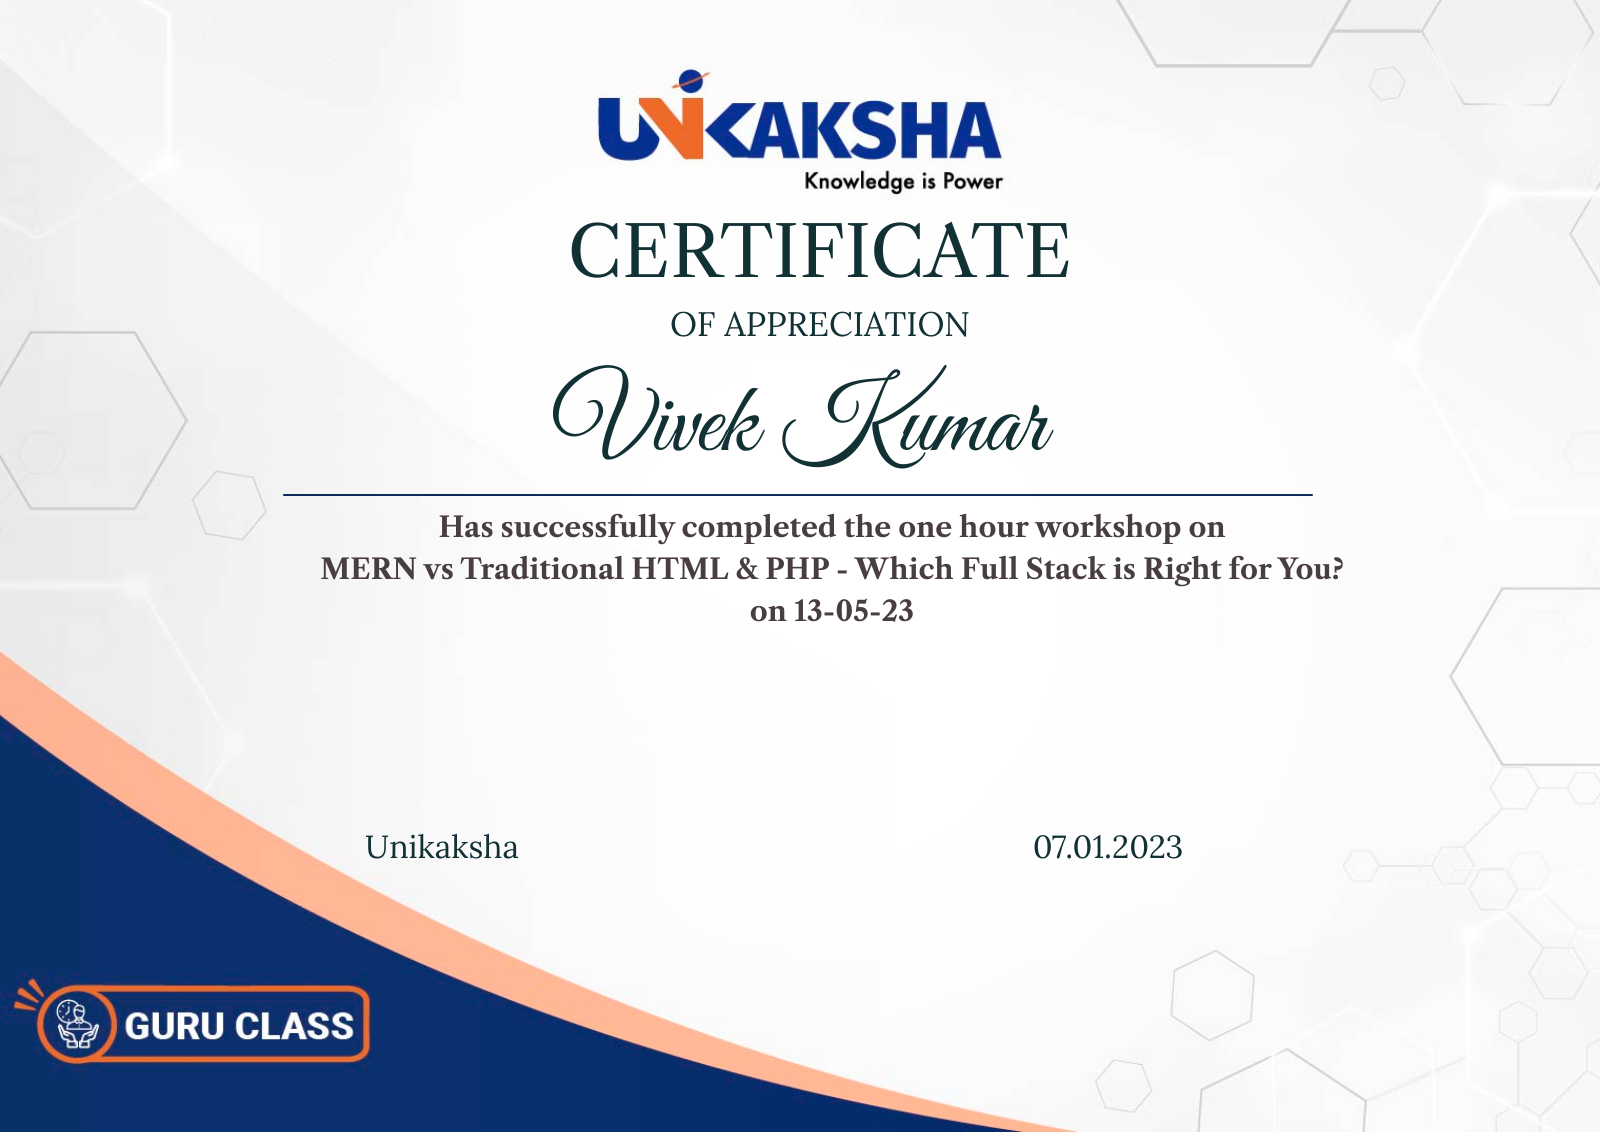 UNIKAKSHA
Knowledge is Power
CERTIFICATE
OF APPRECIATION
Vivek Kumar
Has successfully completed the one hour workshop on
MERN vs Traditional HTML & PHP - Which Full Stack is Right for You?
on 13-05-23
Unikaksha
07.01.2023
GURU CLASS